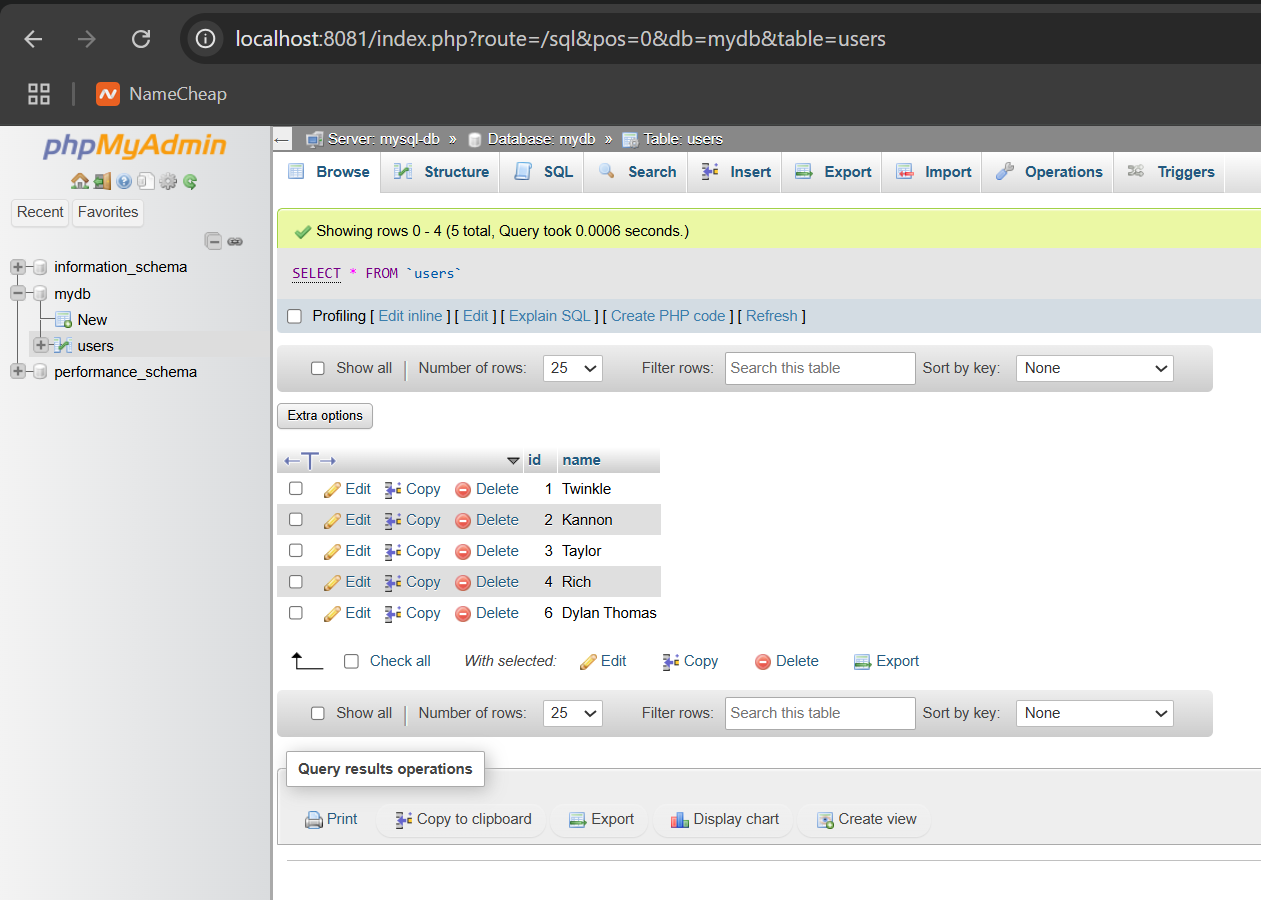 localhost:8081/index.php?route=/sql&pos=0&db=mydb&table=users
NameCheap
phpMyAdmin
Recent Favorites
information_schema
mydb
New
users
performance_schema
Server: mysql-db » Database: mydb » Table: users
Browse Structure SQL Search Insert Export Import Operations Triggers
Showing rows 0 - 4 (5 total, Query took 0.0006 seconds.)
SELECT * FROM `users`
Profiling [ Edit inline ] [ Edit ] [ Explain SQL ] [ Create PHP code ] [ Refresh ]
Show all Number of rows: 25 Filter rows: Search this table Sort by key: None
Extra options
←T→ id name
Edit Copy Delete 1 Twinkle
Edit Copy Delete 2 Kannon
Edit Copy Delete 3 Taylor
Edit Copy Delete 4 Rich
Edit Copy Delete 6 Dylan Thomas
Check all With selected: Edit Copy Delete Export
Show all Number of rows: 25 Filter rows: Search this table Sort by key: None
Query results operations
Print Copy to clipboard Export Display chart Create view